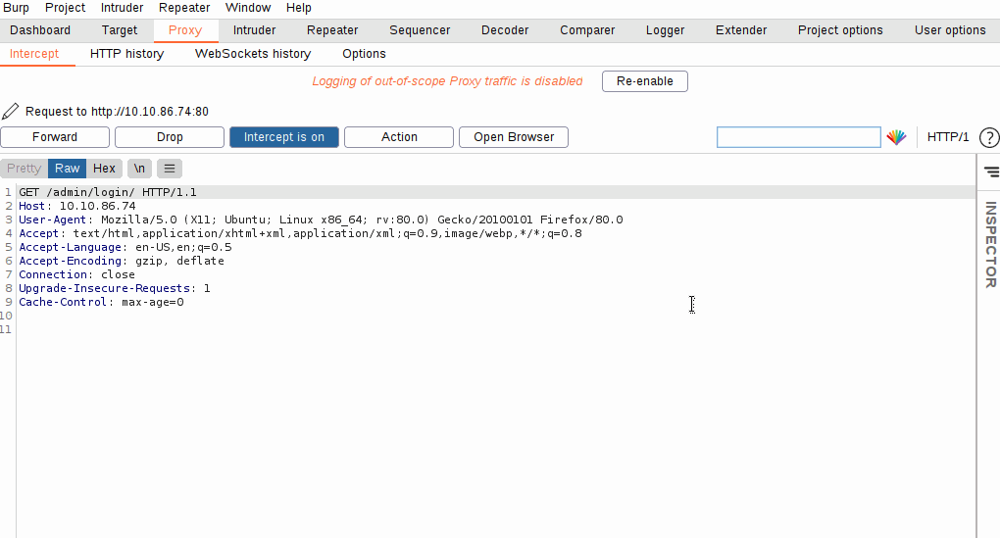 Burp Project Intruder Repeater Window Help
Dashboard Target Proxy Intruder Repeater Sequencer Decoder Comparer Logger Extender Project options User options
Intercept HTTP history WebSockets history Options
Logging of out-of-scope Proxy traffic is disabled Re-enable
Request to http://10.10.86.74:80
Forward Drop Intercept is on Action Open Browser HTTP/1 ?
Pretty Raw Hex \n
1 GET /admin/login/ HTTP/1.1
2 Host: 10.10.86.74
3 User-Agent: Mozilla/5.0 (X11; Ubuntu; Linux x86_64; rv:80.0) Gecko/20100101 Firefox/80.0
4 Accept: text/html,application/xhtml+xml,application/xml;q=0.9,image/webp,*/*;q=0.8
5 Accept-Language: en-US,en;q=0.5
6 Accept-Encoding: gzip, deflate
7 Connection: close
8 Upgrade-Insecure-Requests: 1
9 Cache-Control: max-age=0
10
11
INSPECTOR